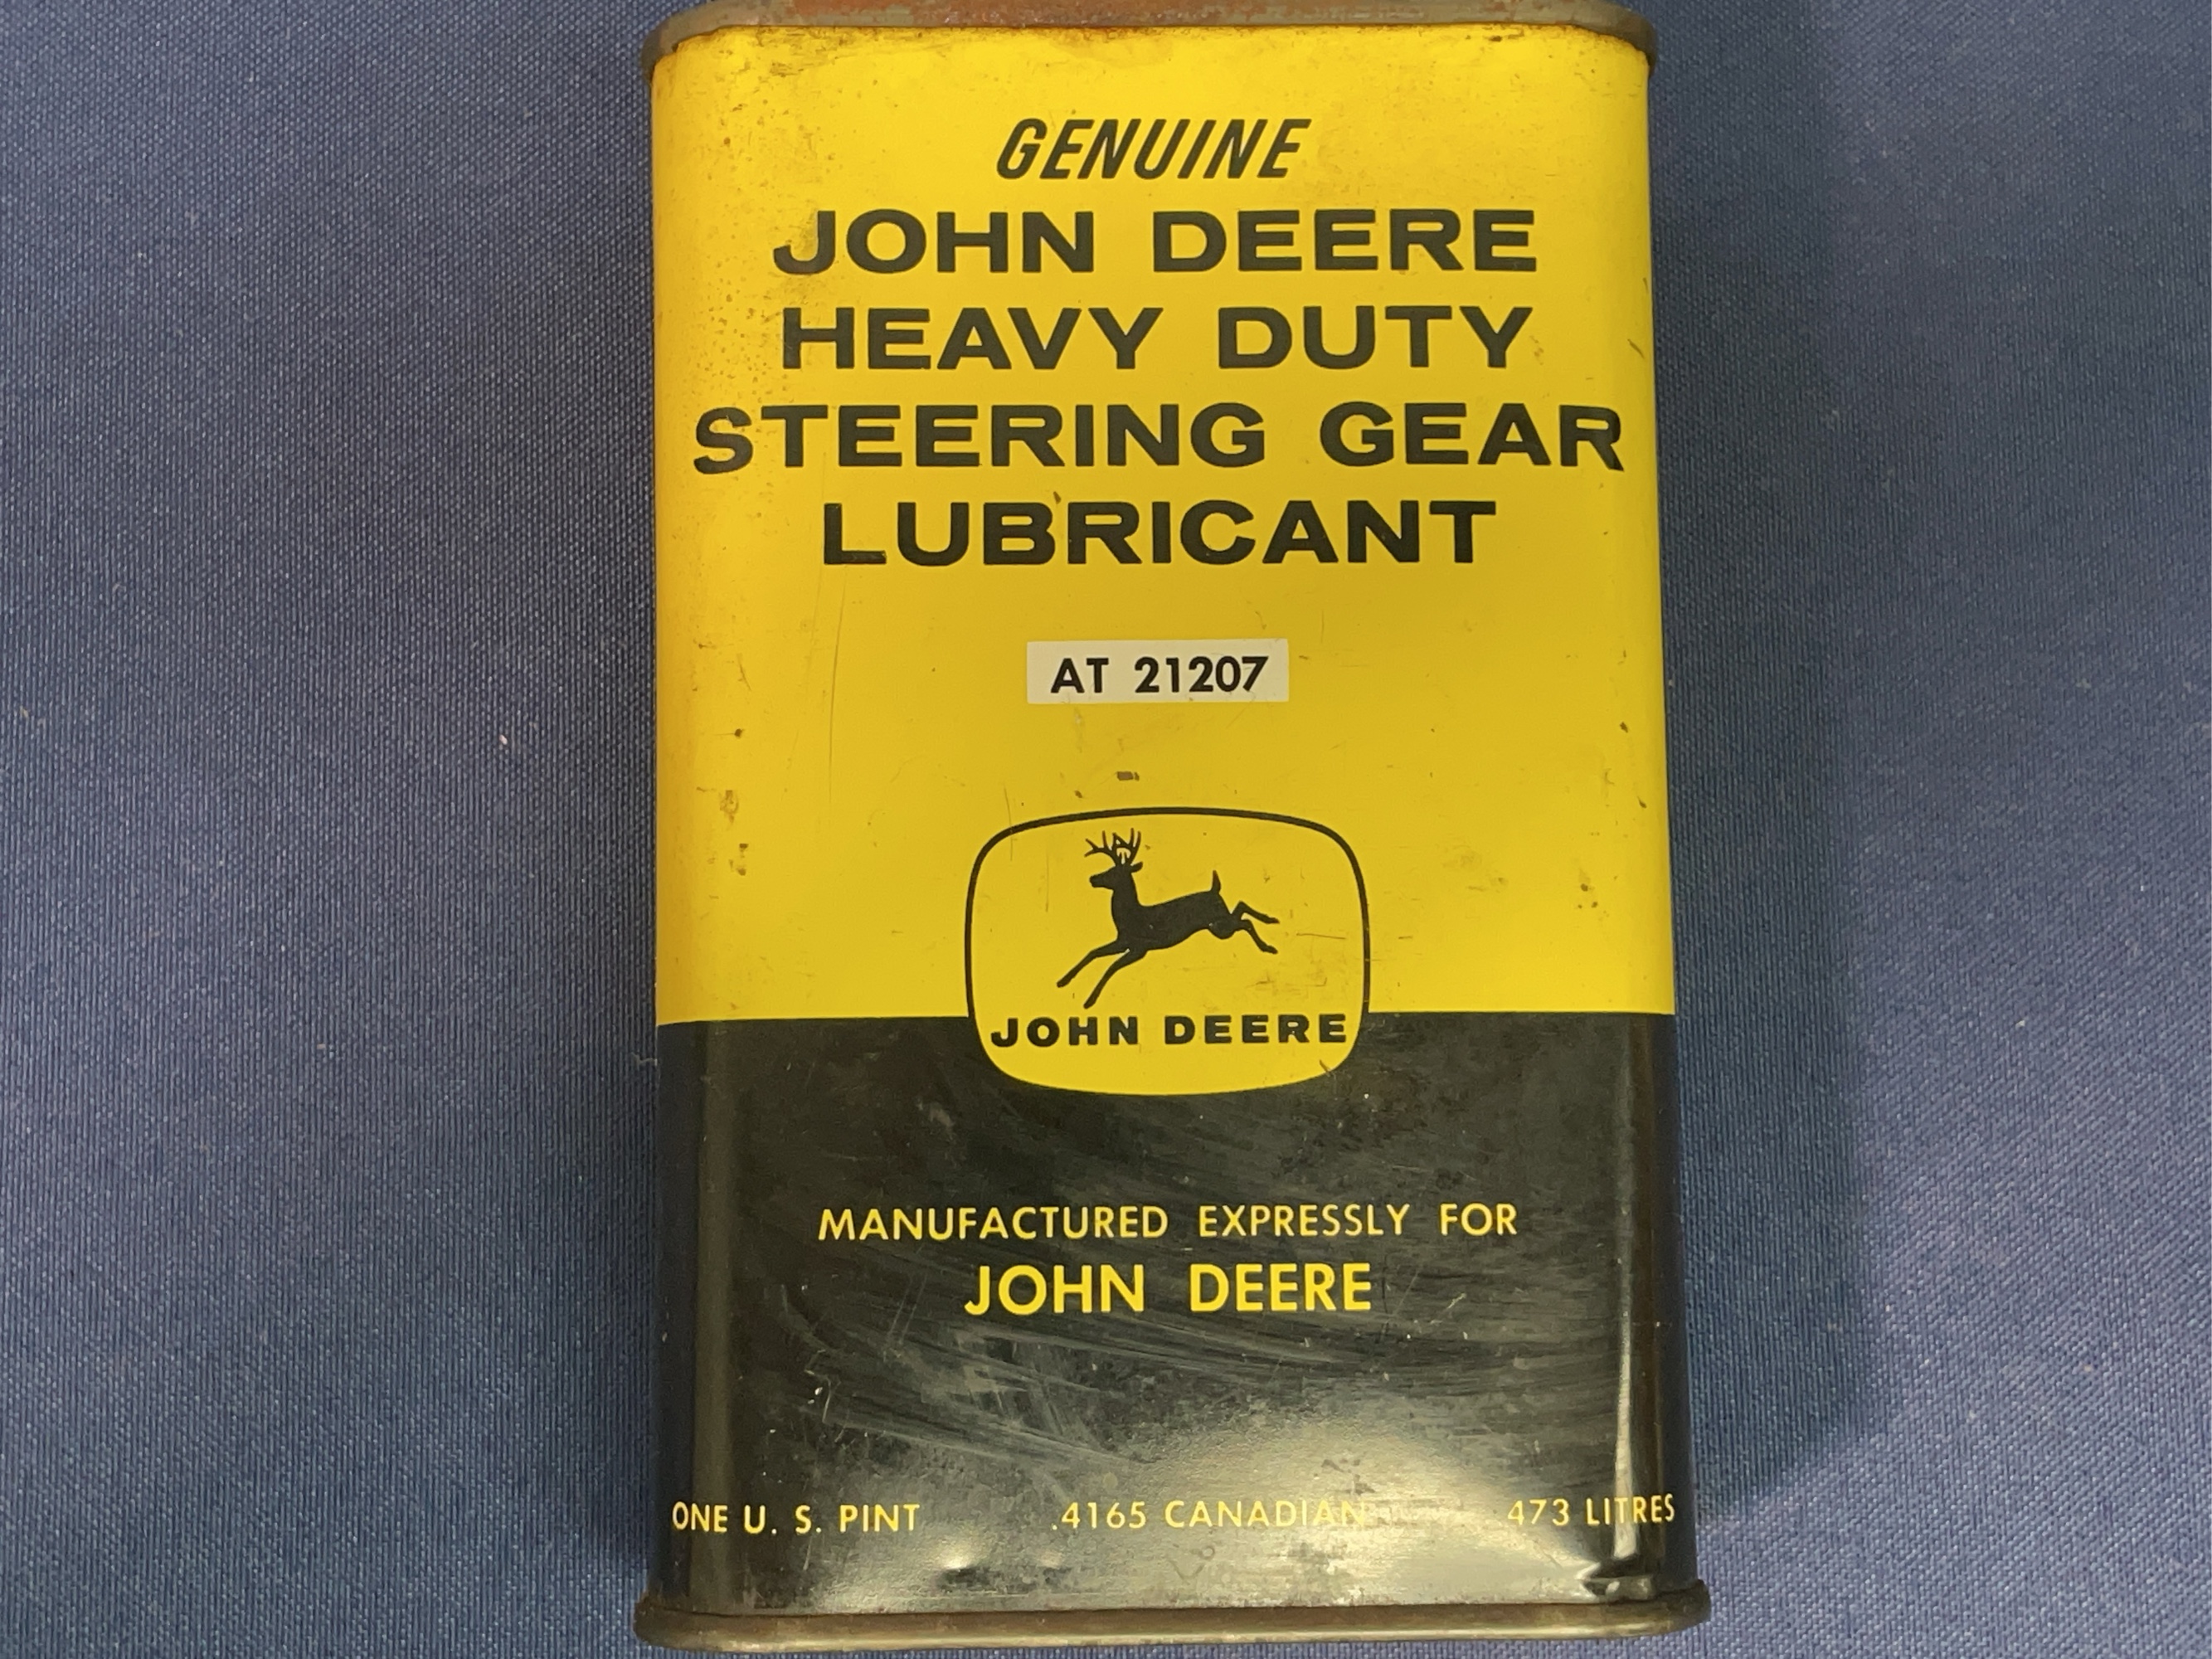 GENUINE
JOHN DEERE
HEAVY DUTY
STEERING GEAR
LUBRICANT
AT 21207
JOHN DEERE
MANUFACTURED EXPRESSLY FOR
JOHN DEERE
ONE U. S. PINT .4165 CANADIAN 473 LITRES